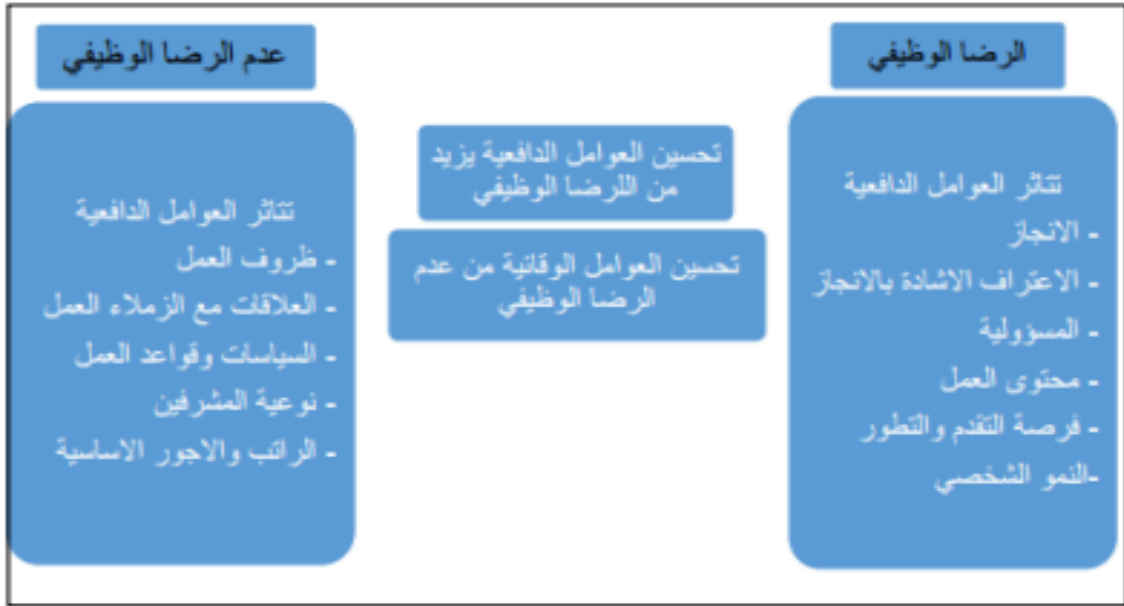 الرضا الوظيفي
تتاثر العوامل الدافعية
- الانجاز
- الاعتراف الاشادة بالانجاز
- المسؤولية
- محتوى العمل
- فرصة التقدم والتطور
-النمو الشخصي
تحسين العوامل الدافعية يزيد
من اللرضا الوظيفي
تحسين العوامل الوقائية من عدم
الرضا الوظيفي
عدم الرضا الوظيفي
تتاثر العوامل الدافعية
- ظروف العمل
- العلاقات مع الزملاء العمل
- السياسات وقواعد العمل
- نوعية المشرفين
- الراتب والاجور الاساسية